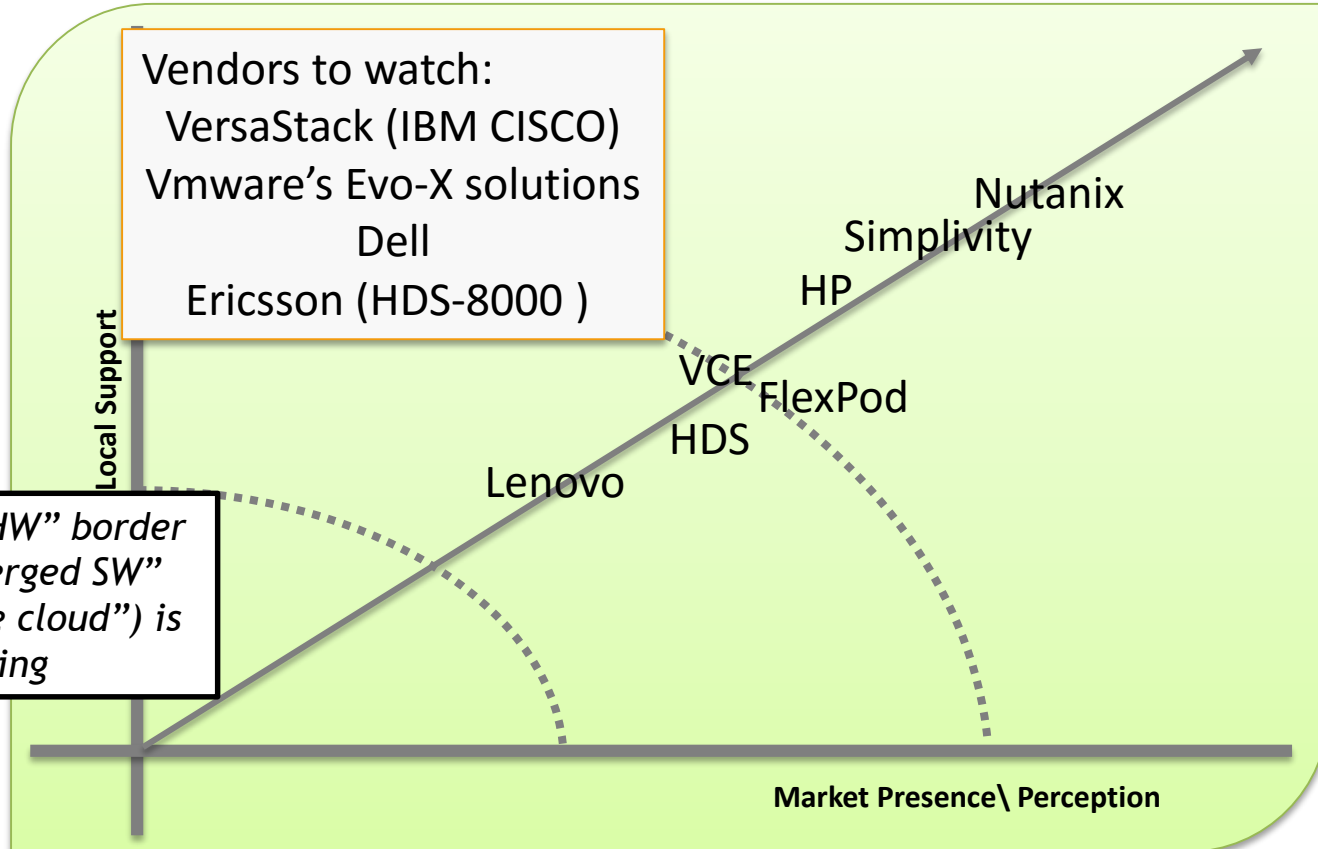 Vendors to watch:
VersaStack (IBM CISCO)
Vmware’s Evo-X solutions
Dell
Ericsson (HDS-8000 )
Nutanix
Simplivity
HP
VCE
FlexPod
HDS
Lenovo
Local Support
HW” border
erged SW”
e cloud”) is
ing
Market Presence\ Perception